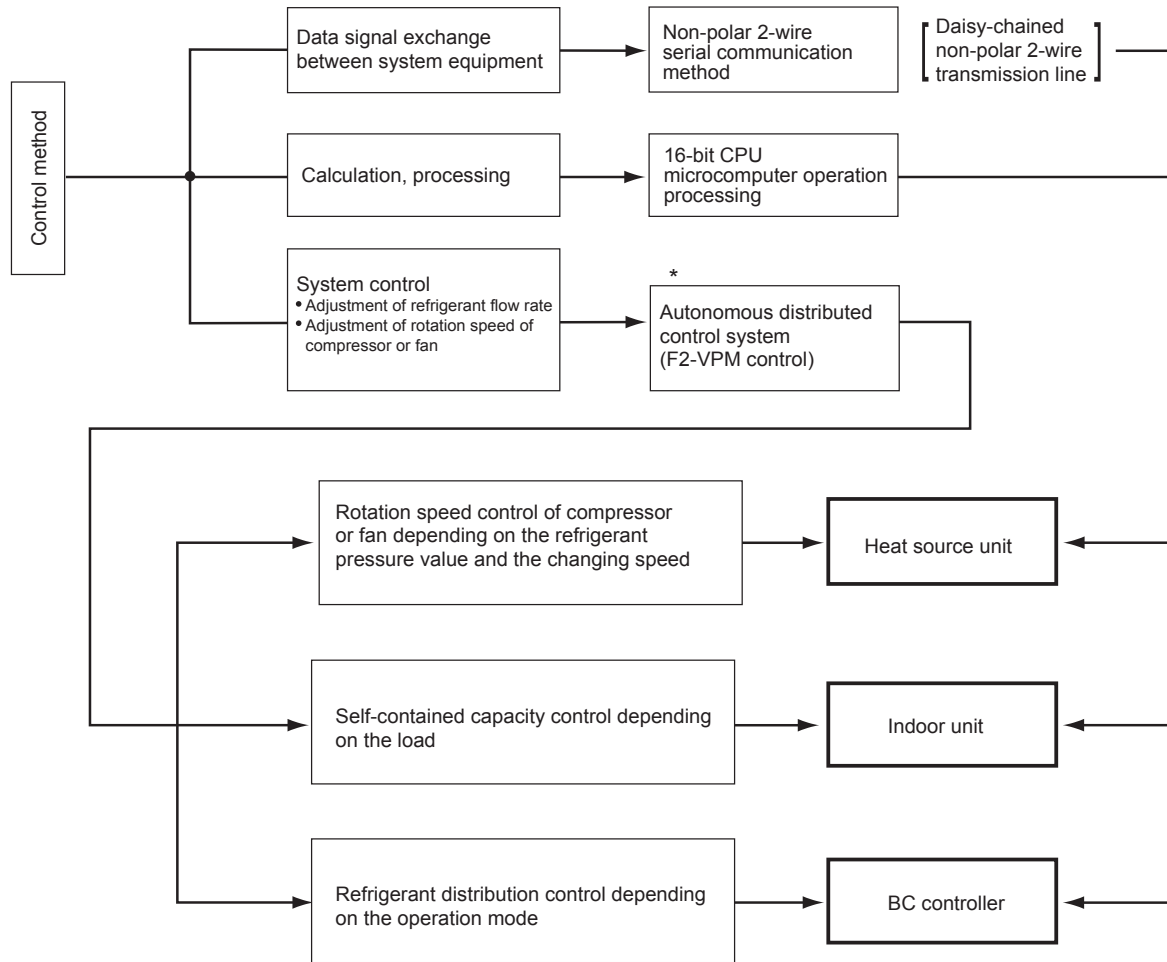 Control method
Data signal exchange
between system equipment
Non-polar 2-wire
serial communication
method
Daisy-chained
non-polar 2-wire
transmission line
Calculation, processing
16-bit CPU
microcomputer operation
processing
System control
• Adjustment of refrigerant flow rate
• Adjustment of rotation speed of
compressor or fan
*
Autonomous distributed
control system
(F2-VPM control)
Rotation speed control of compressor
or fan depending on the refrigerant
pressure value and the changing speed
Heat source unit
Self-contained capacity control depending
on the load
Indoor unit
Refrigerant distribution control depending
on the operation mode
BC controller